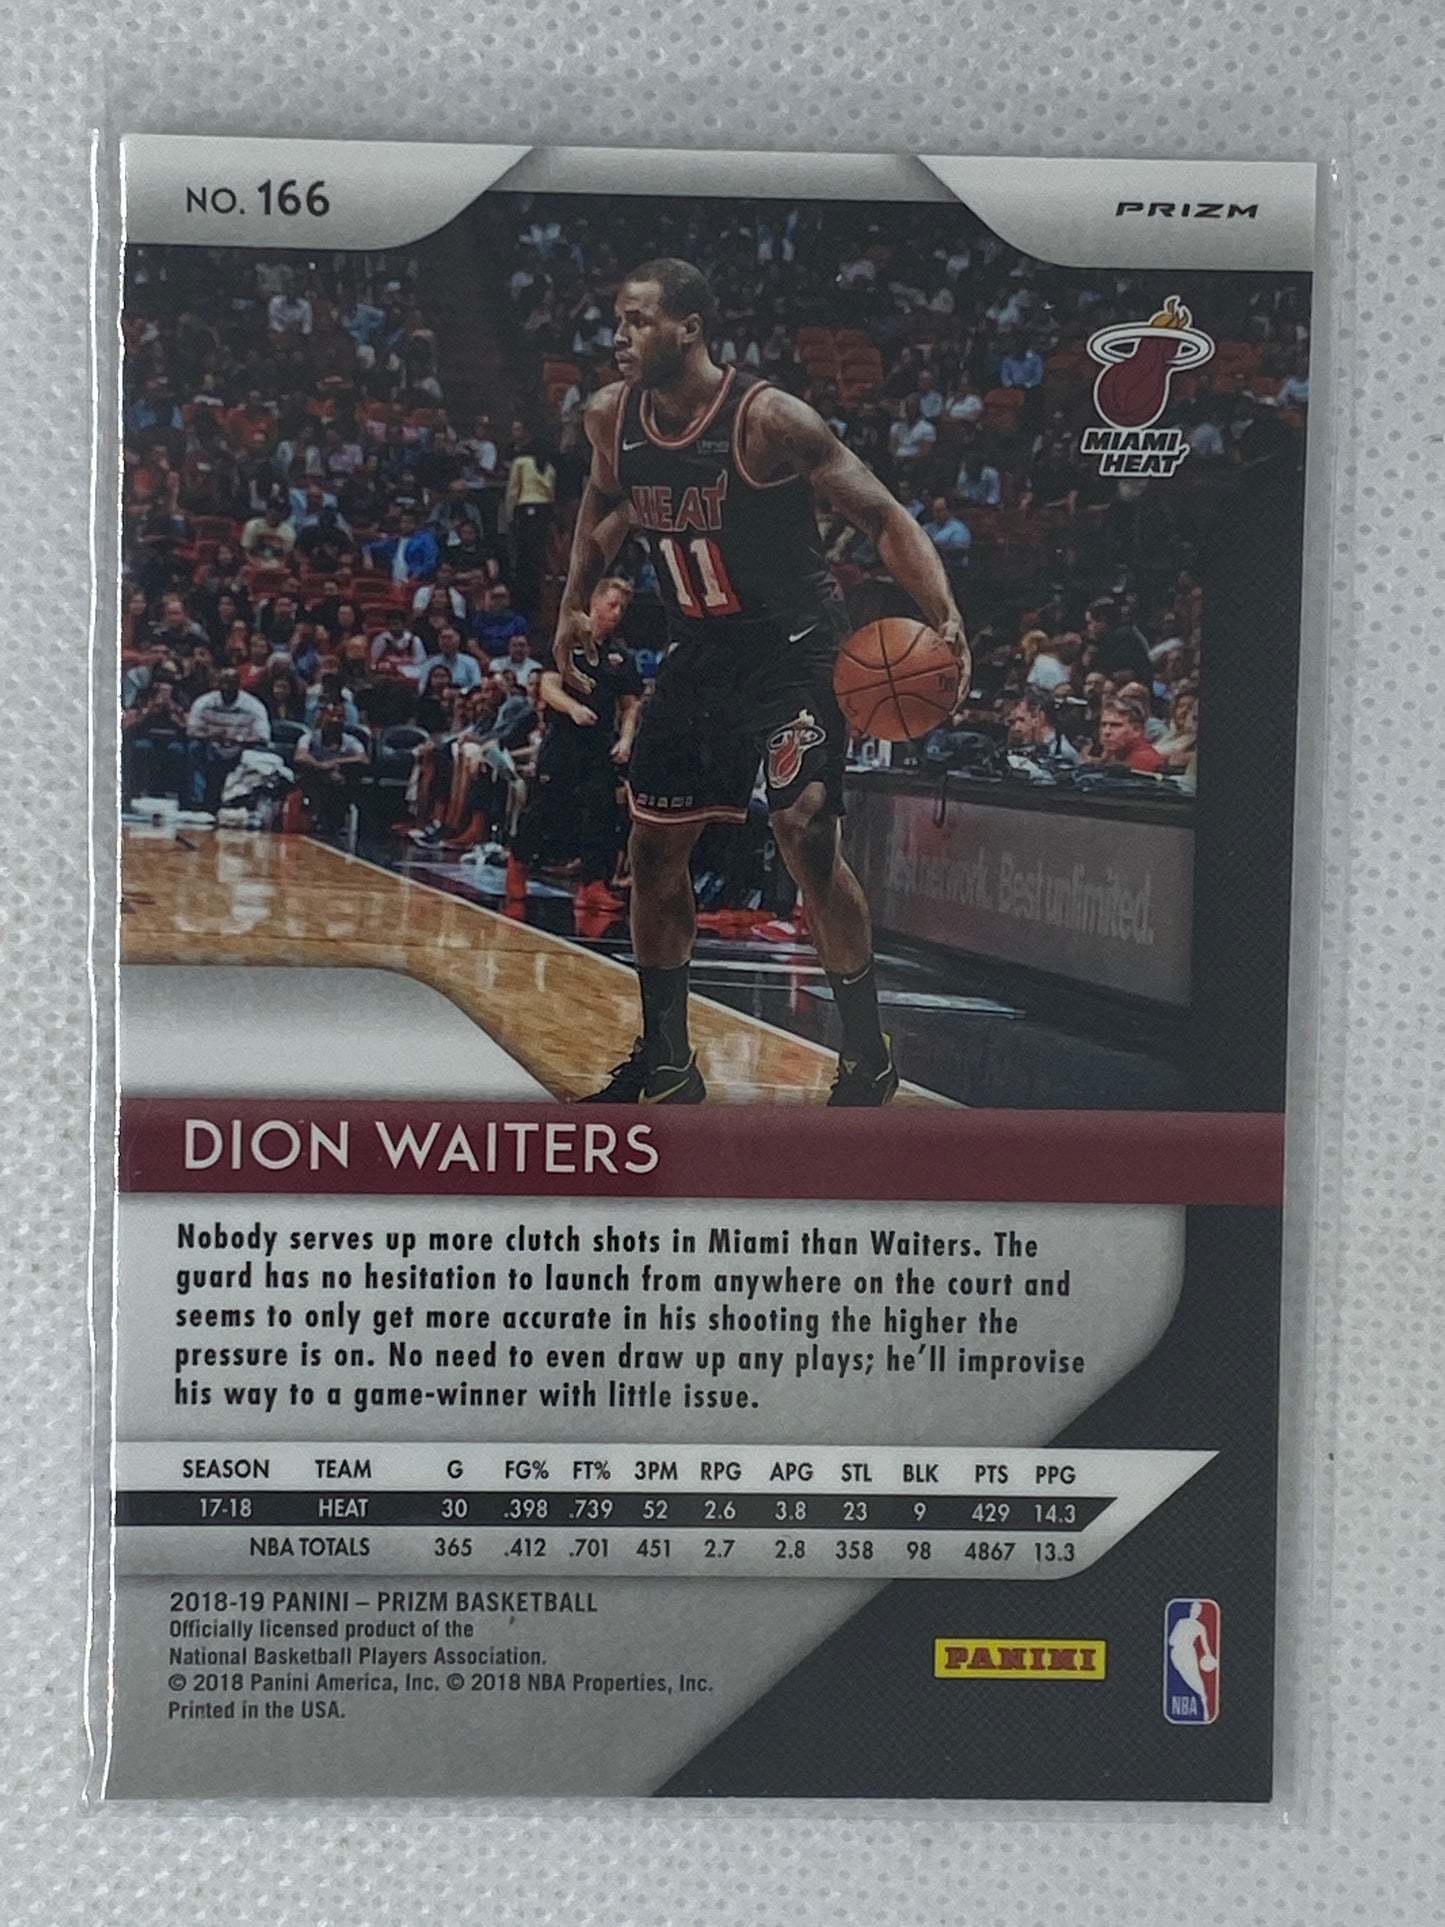 NO. 166
PRIZM
MIAMI
HEAT
HEAT
11
MIAMI
Best network. Best unlimited.
DION WAITERS
Nobody serves up more clutch shots in Miami than Waiters. The
guard has no hesitation to launch from anywhere on the court and
seems to only get more accurate in his shooting the higher the
pressure is on. No need to even draw up any plays; he'll improvise
his way to a game-winner with little issue.
SEASON TEAM G FG% FT% 3PM RPG APG STL BLK PTS PPG
17-18 HEAT 30 .398 .739 52 2.6 3.8 23 9 429 14.3
NBA TOTALS 365 .412 .701 451 2.7 2.8 358 98 4867 13.3
2018-19 PANINI – PRIZM BASKETBALL
Officially licensed product of the
National Basketball Players Association.
© 2018 Panini America, Inc. © 2018 NBA Properties, Inc.
Printed in the USA.
PANINI
NBA